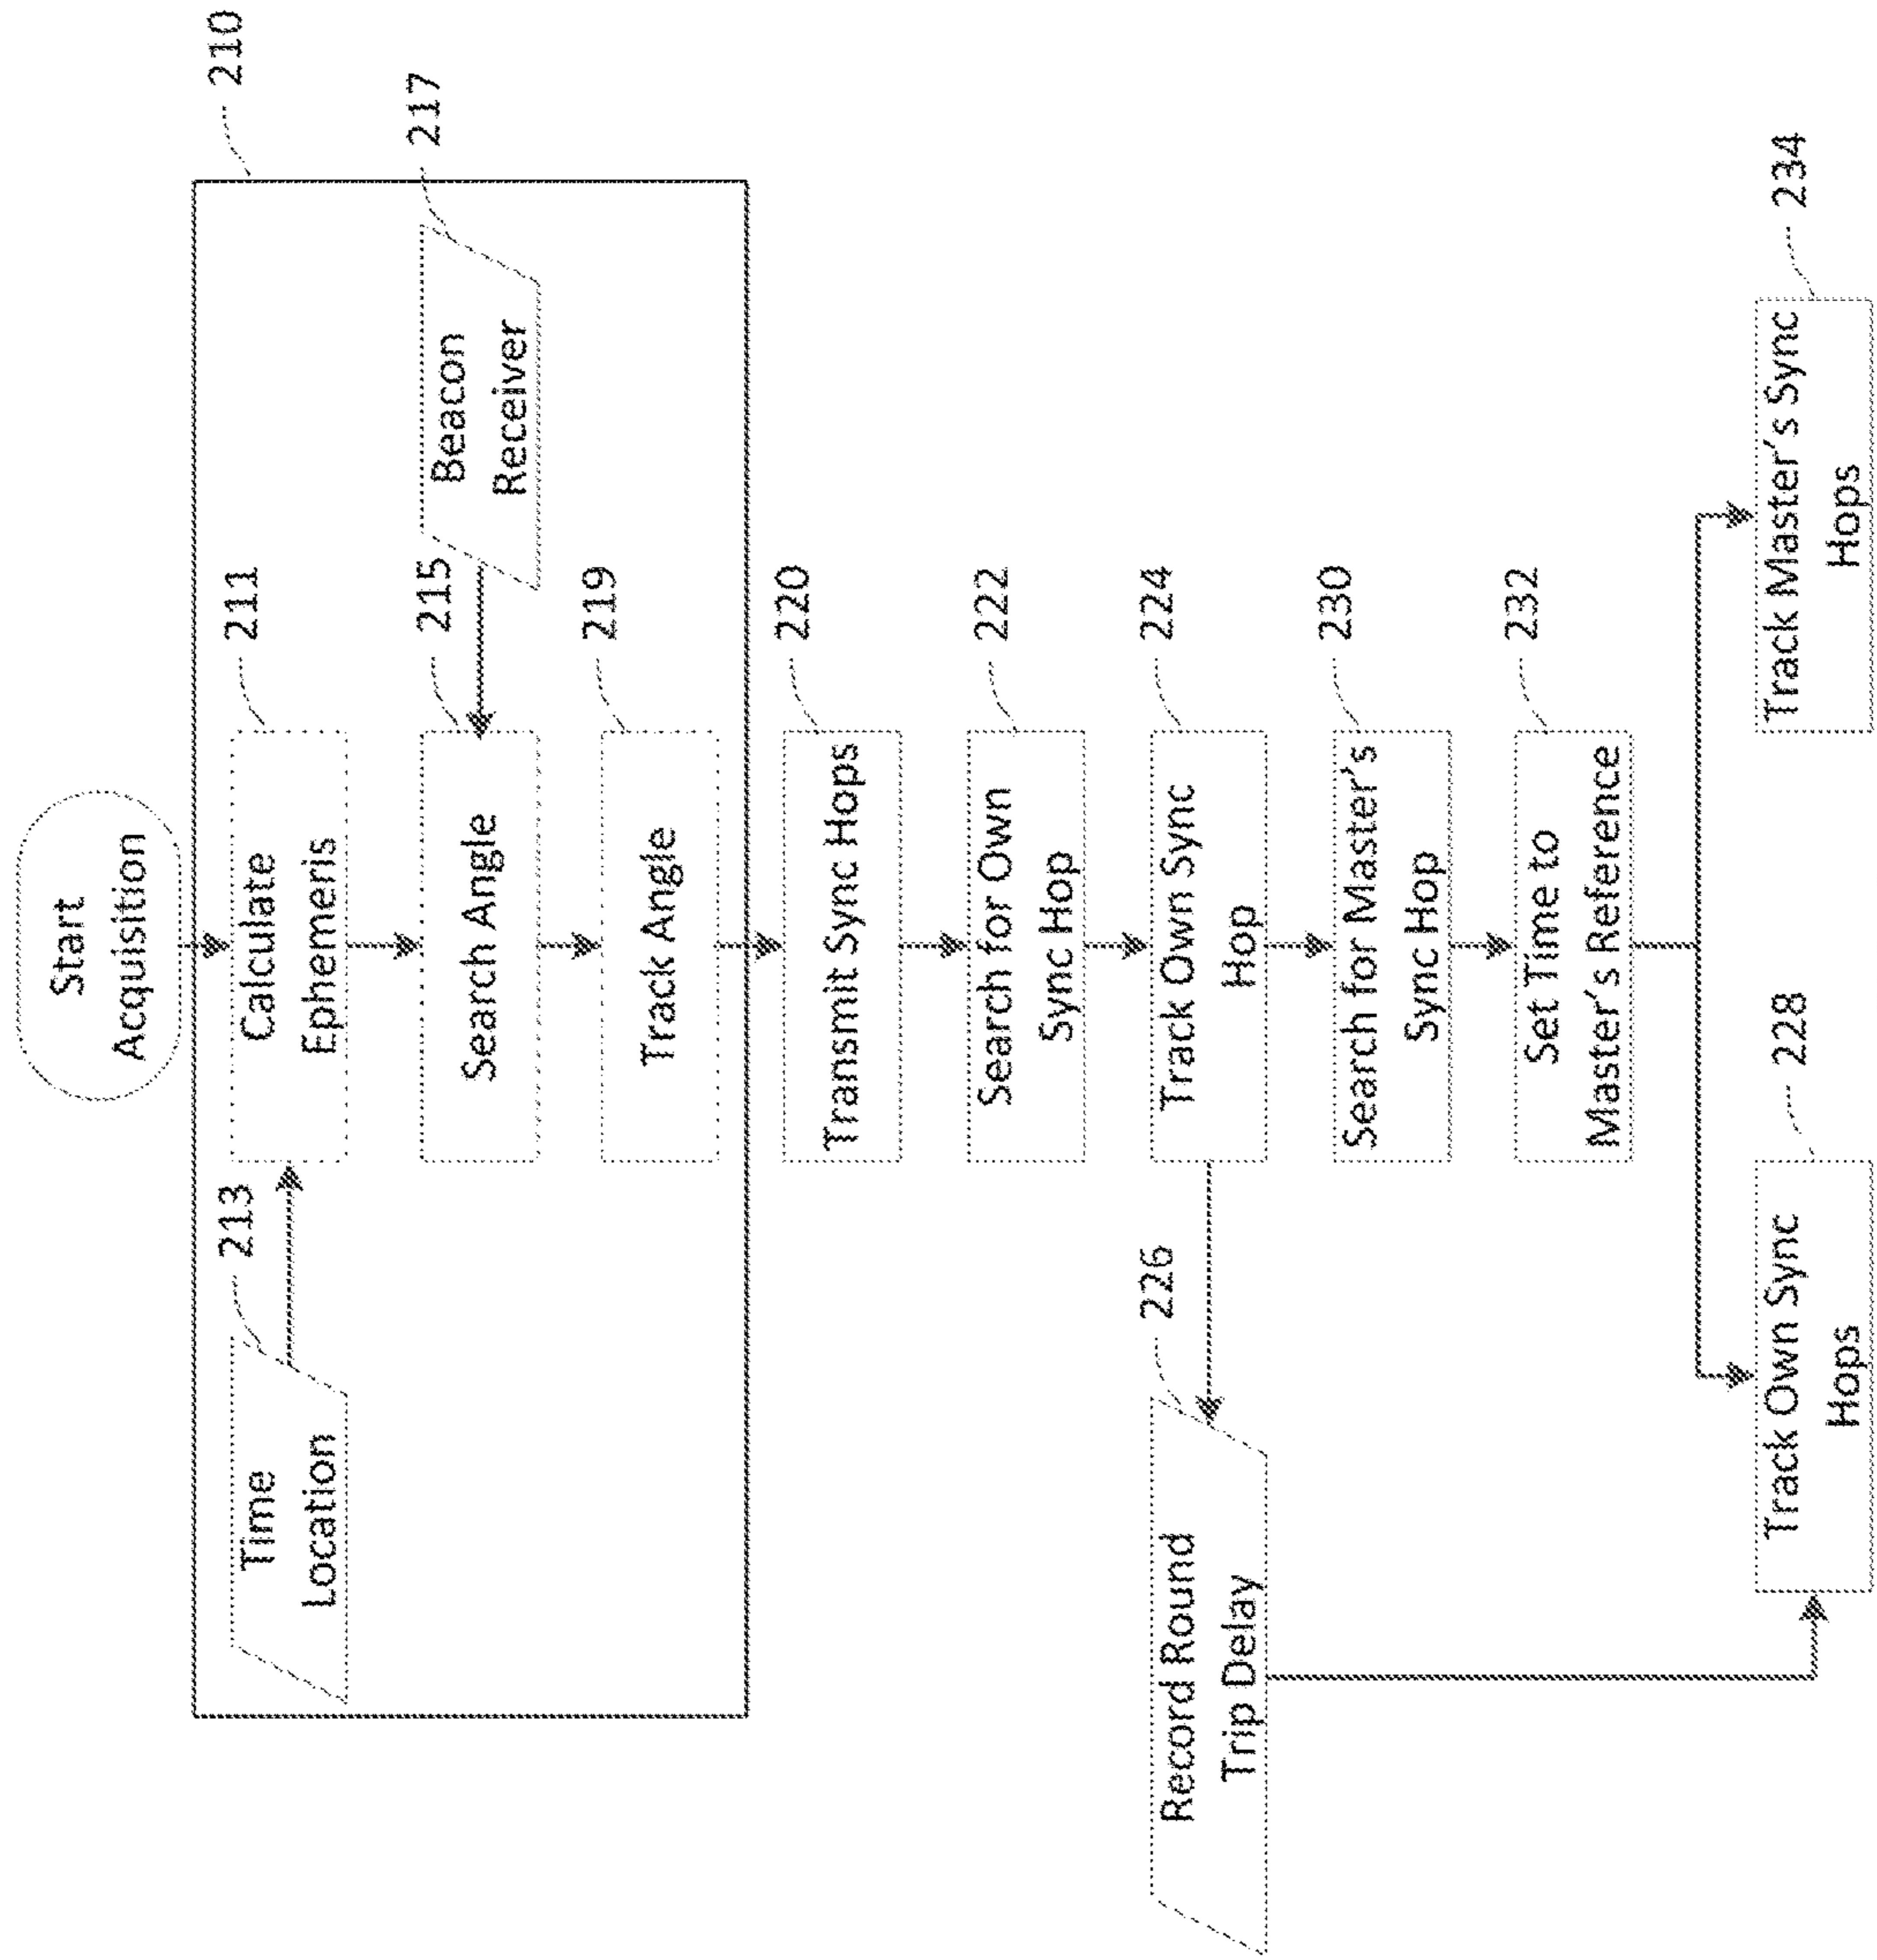 Start
Acquisition
210
Time
Location
213
Calculate
Ephemeris
211
Search Angle
215
Beacon
Receiver
217
Track Angle
219
Transmit Sync Hops
220
Search for Own
Sync Hop
222
Track Own Sync
Hop
224
Record Round
Trip Delay
226
Search for Master's
Sync Hop
230
Set Time to
Master's Reference
232
Track Own Sync
Hops
228
Track Master's Sync
Hops
234